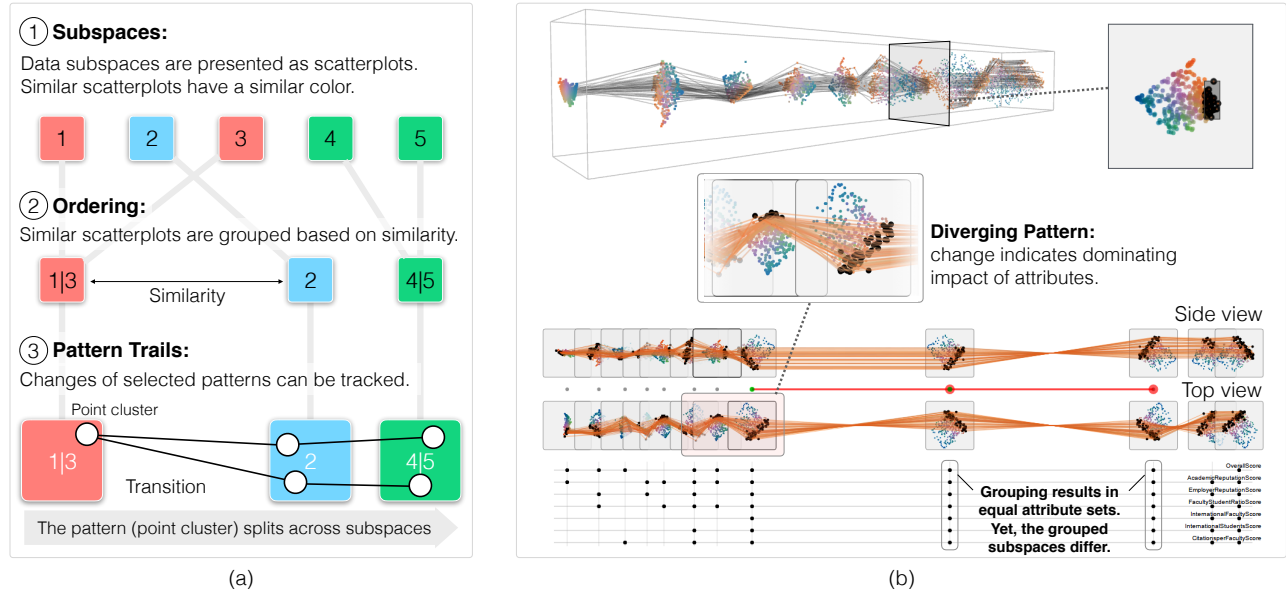 1 Subspaces:
Data subspaces are presented as scatterplots.
Similar scatterplots have a similar color.
1 2 3 4 5
2 Ordering:
Similar scatterplots are grouped based on similarity.
1|3 2 4|5
Similarity
3 Pattern Trails:
Changes of selected patterns can be tracked.
Point cluster
1|3 2 4|5
Transition
The pattern (point cluster) splits across subspaces
(a)
Diverging Pattern:
change indicates dominating
impact of attributes.
Side view
Top view
OverallScore
AcademicReputationScore
EmployerReputationScore
FacultyStudentRatioScore
InternationalFacultyScore
InternationalStudentsScore
CitationsperFacultyScore
Grouping results in
equal attribute sets.
Yet, the grouped
subspaces differ.
(b)